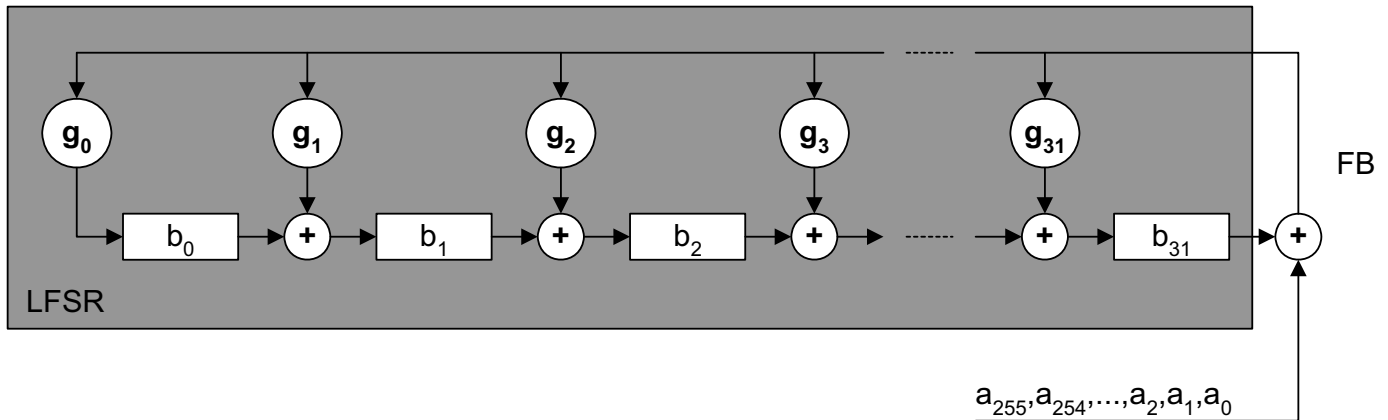 g₀ g₁ g₂ g₃ g₃₁
FB
b₀ + b₁ + b₂ + + b₃₁ +
LFSR
a₂₅₅,a₂₅₄,...,a₂,a₁,a₀